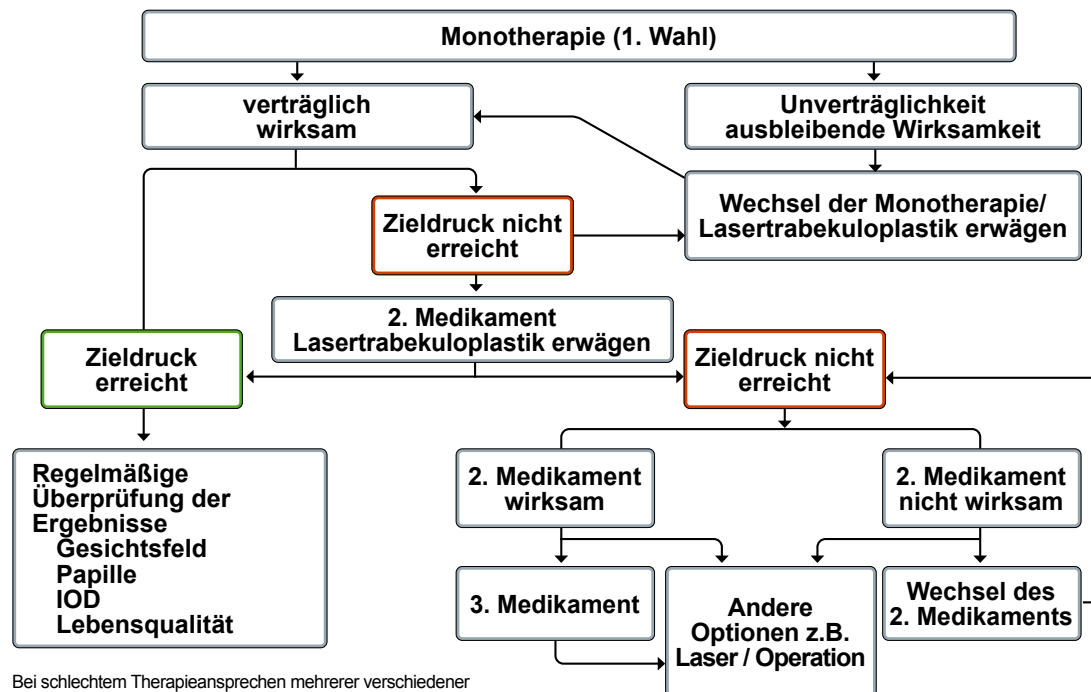 Monotherapie (1. Wahl)
verträglich
wirksam
Unverträglichkeit
ausbleibende Wirksamkeit
Zieldruck nicht
erreicht
Wechsel der Monotherapie/
Lasertrabekuloplastik erwägen
2. Medikament
Lasertrabekuloplastik erwägen
Zieldruck
erreicht
Zieldruck nicht
erreicht
Regelmäßige
Überprüfung der
Ergebnisse
Gesichtsfeld
Papille
IOD
Lebensqualität
2. Medikament
wirksam
2. Medikament
nicht wirksam
3. Medikament
Andere
Optionen z.B.
Laser / Operation
Wechsel des
2. Medikaments
Bei schlechtem Therapieansprechen mehrerer verschiedener